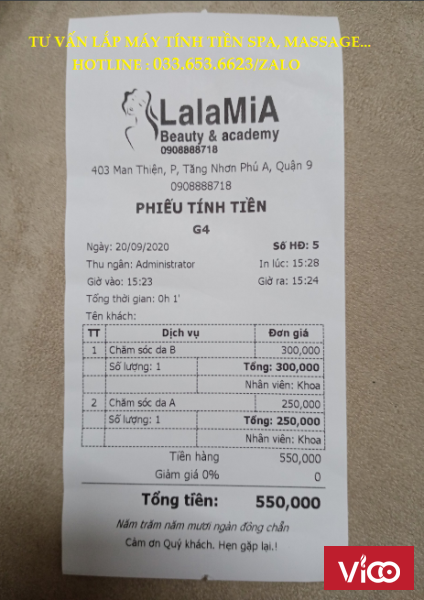 TƯ VẤN LẮP MÁY TÍNH TIỀN SPA, MASSAGE...
HOTLINE : 033.653.6623/ZALO
LalaMiA
Beauty & academy
0908888718
403 Man Thiện, P, Tăng Nhơn Phú A, Quận 9
0908888718
PHIẾU TÍNH TIỀN
G4
Ngày: 20/09/2020 Số HĐ: 5
Thu ngân: Administrator In lúc: 15:28
Giờ vào: 15:23 Giờ ra: 15:24
Tổng thời gian: 0h 1'
Tên khách:
TT Dịch vụ Đơn giá
1 Chăm sóc da B 300,000
Số lượng: 1 Tổng: 300,000
Nhân viên: Khoa
2 Chăm sóc da A 250,000
Số lượng: 1 Tổng: 250,000
Nhân viên: Khoa
Tiền hàng 550,000
Giảm giá 0% 0
Tổng tiền: 550,000
Năm trăm năm mươi ngàn đồng chẵn
Cảm ơn Quý khách. Hẹn gặp lại.!
Vioo